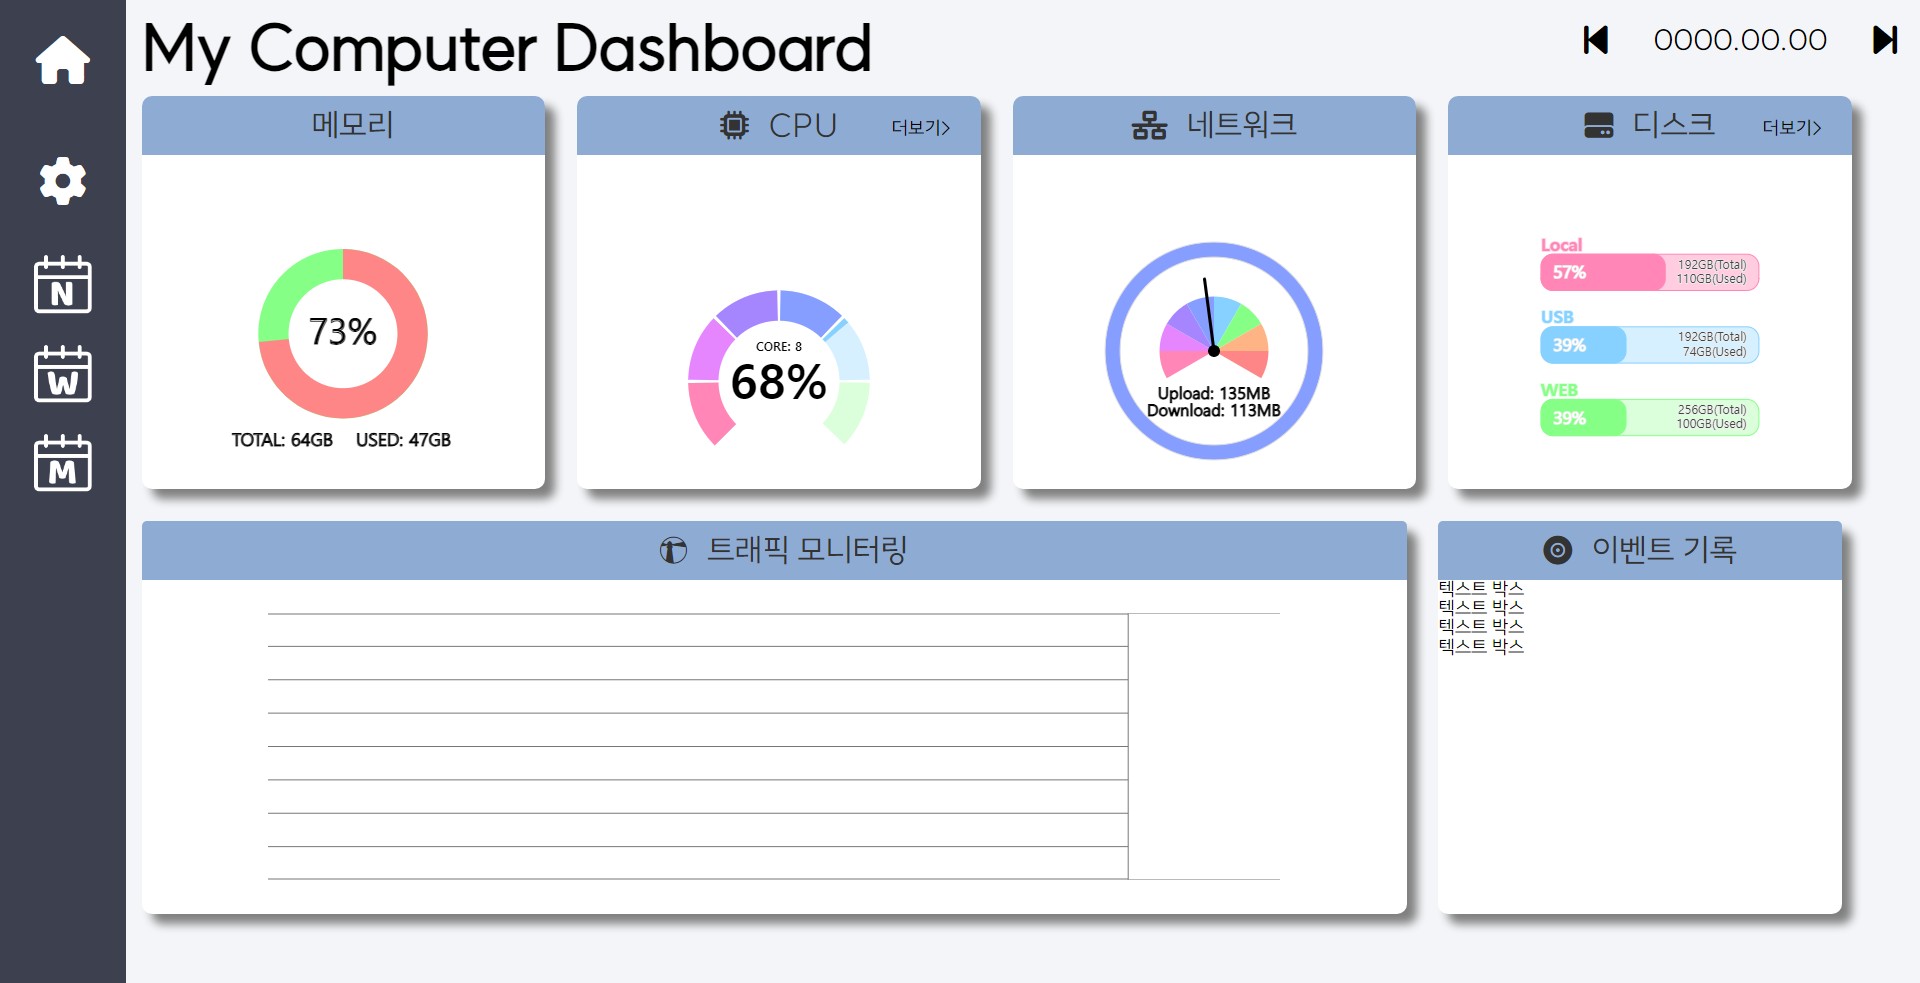 My Computer Dashboard
0000.00.00
N
W
M
메모리
73%
TOTAL: 64GB USED: 47GB
CPU 더보기>
CORE: 8
68%
네트워크
Upload: 135MB
Download: 113MB
디스크 더보기>
Local
57% 192GB(Total)
110GB(Used)
USB
39% 192GB(Total)
74GB(Used)
WEB
39% 256GB(Total)
100GB(Used)
트래픽 모니터링
이벤트 기록
텍스트 박스
텍스트 박스
텍스트 박스
텍스트 박스